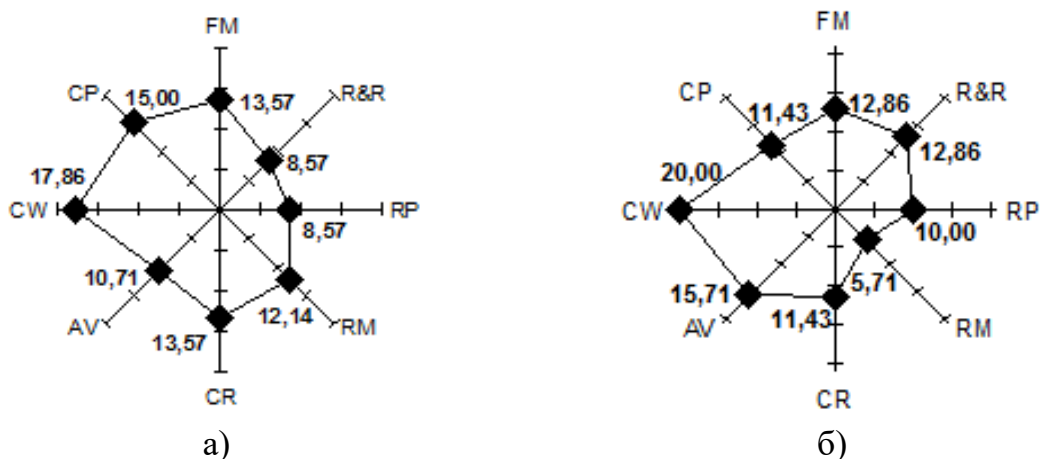 FM
CP
15,00
13,57
R&R
8,57
17,86
CW
RP
8,57
10,71
12,14
AV
13,57
RM
CR
а)
FM
CP
11,43
12,86
R&R
12,86
20,00
CW
RP
10,00
5,71
15,71
11,43
AV
RM
CR
б)